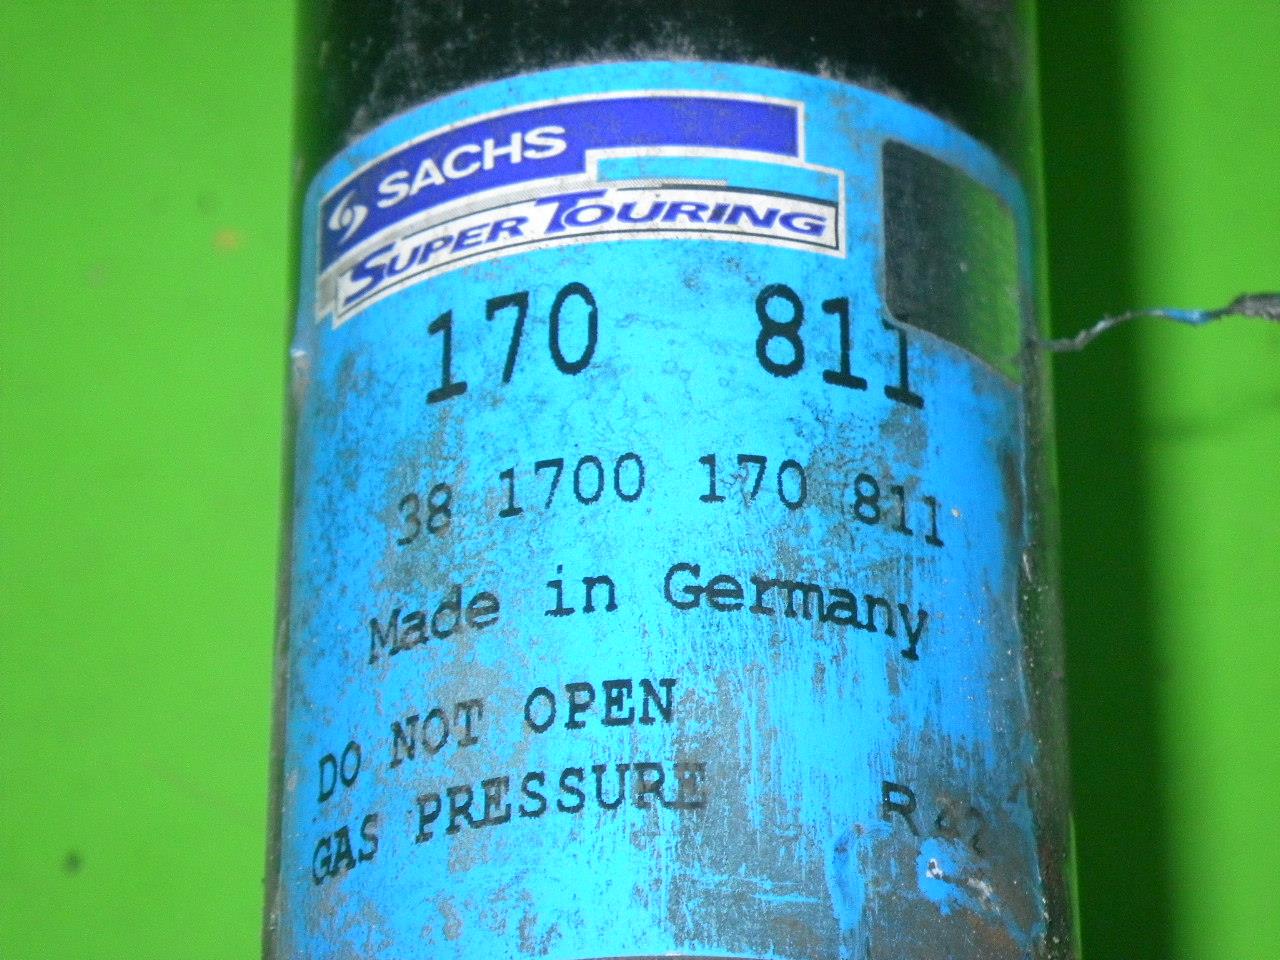 SACHS
SUPER TOURING
170 811
38 1700 170 811
Made in Germany
DO NOT OPEN
GAS PRESSURE R